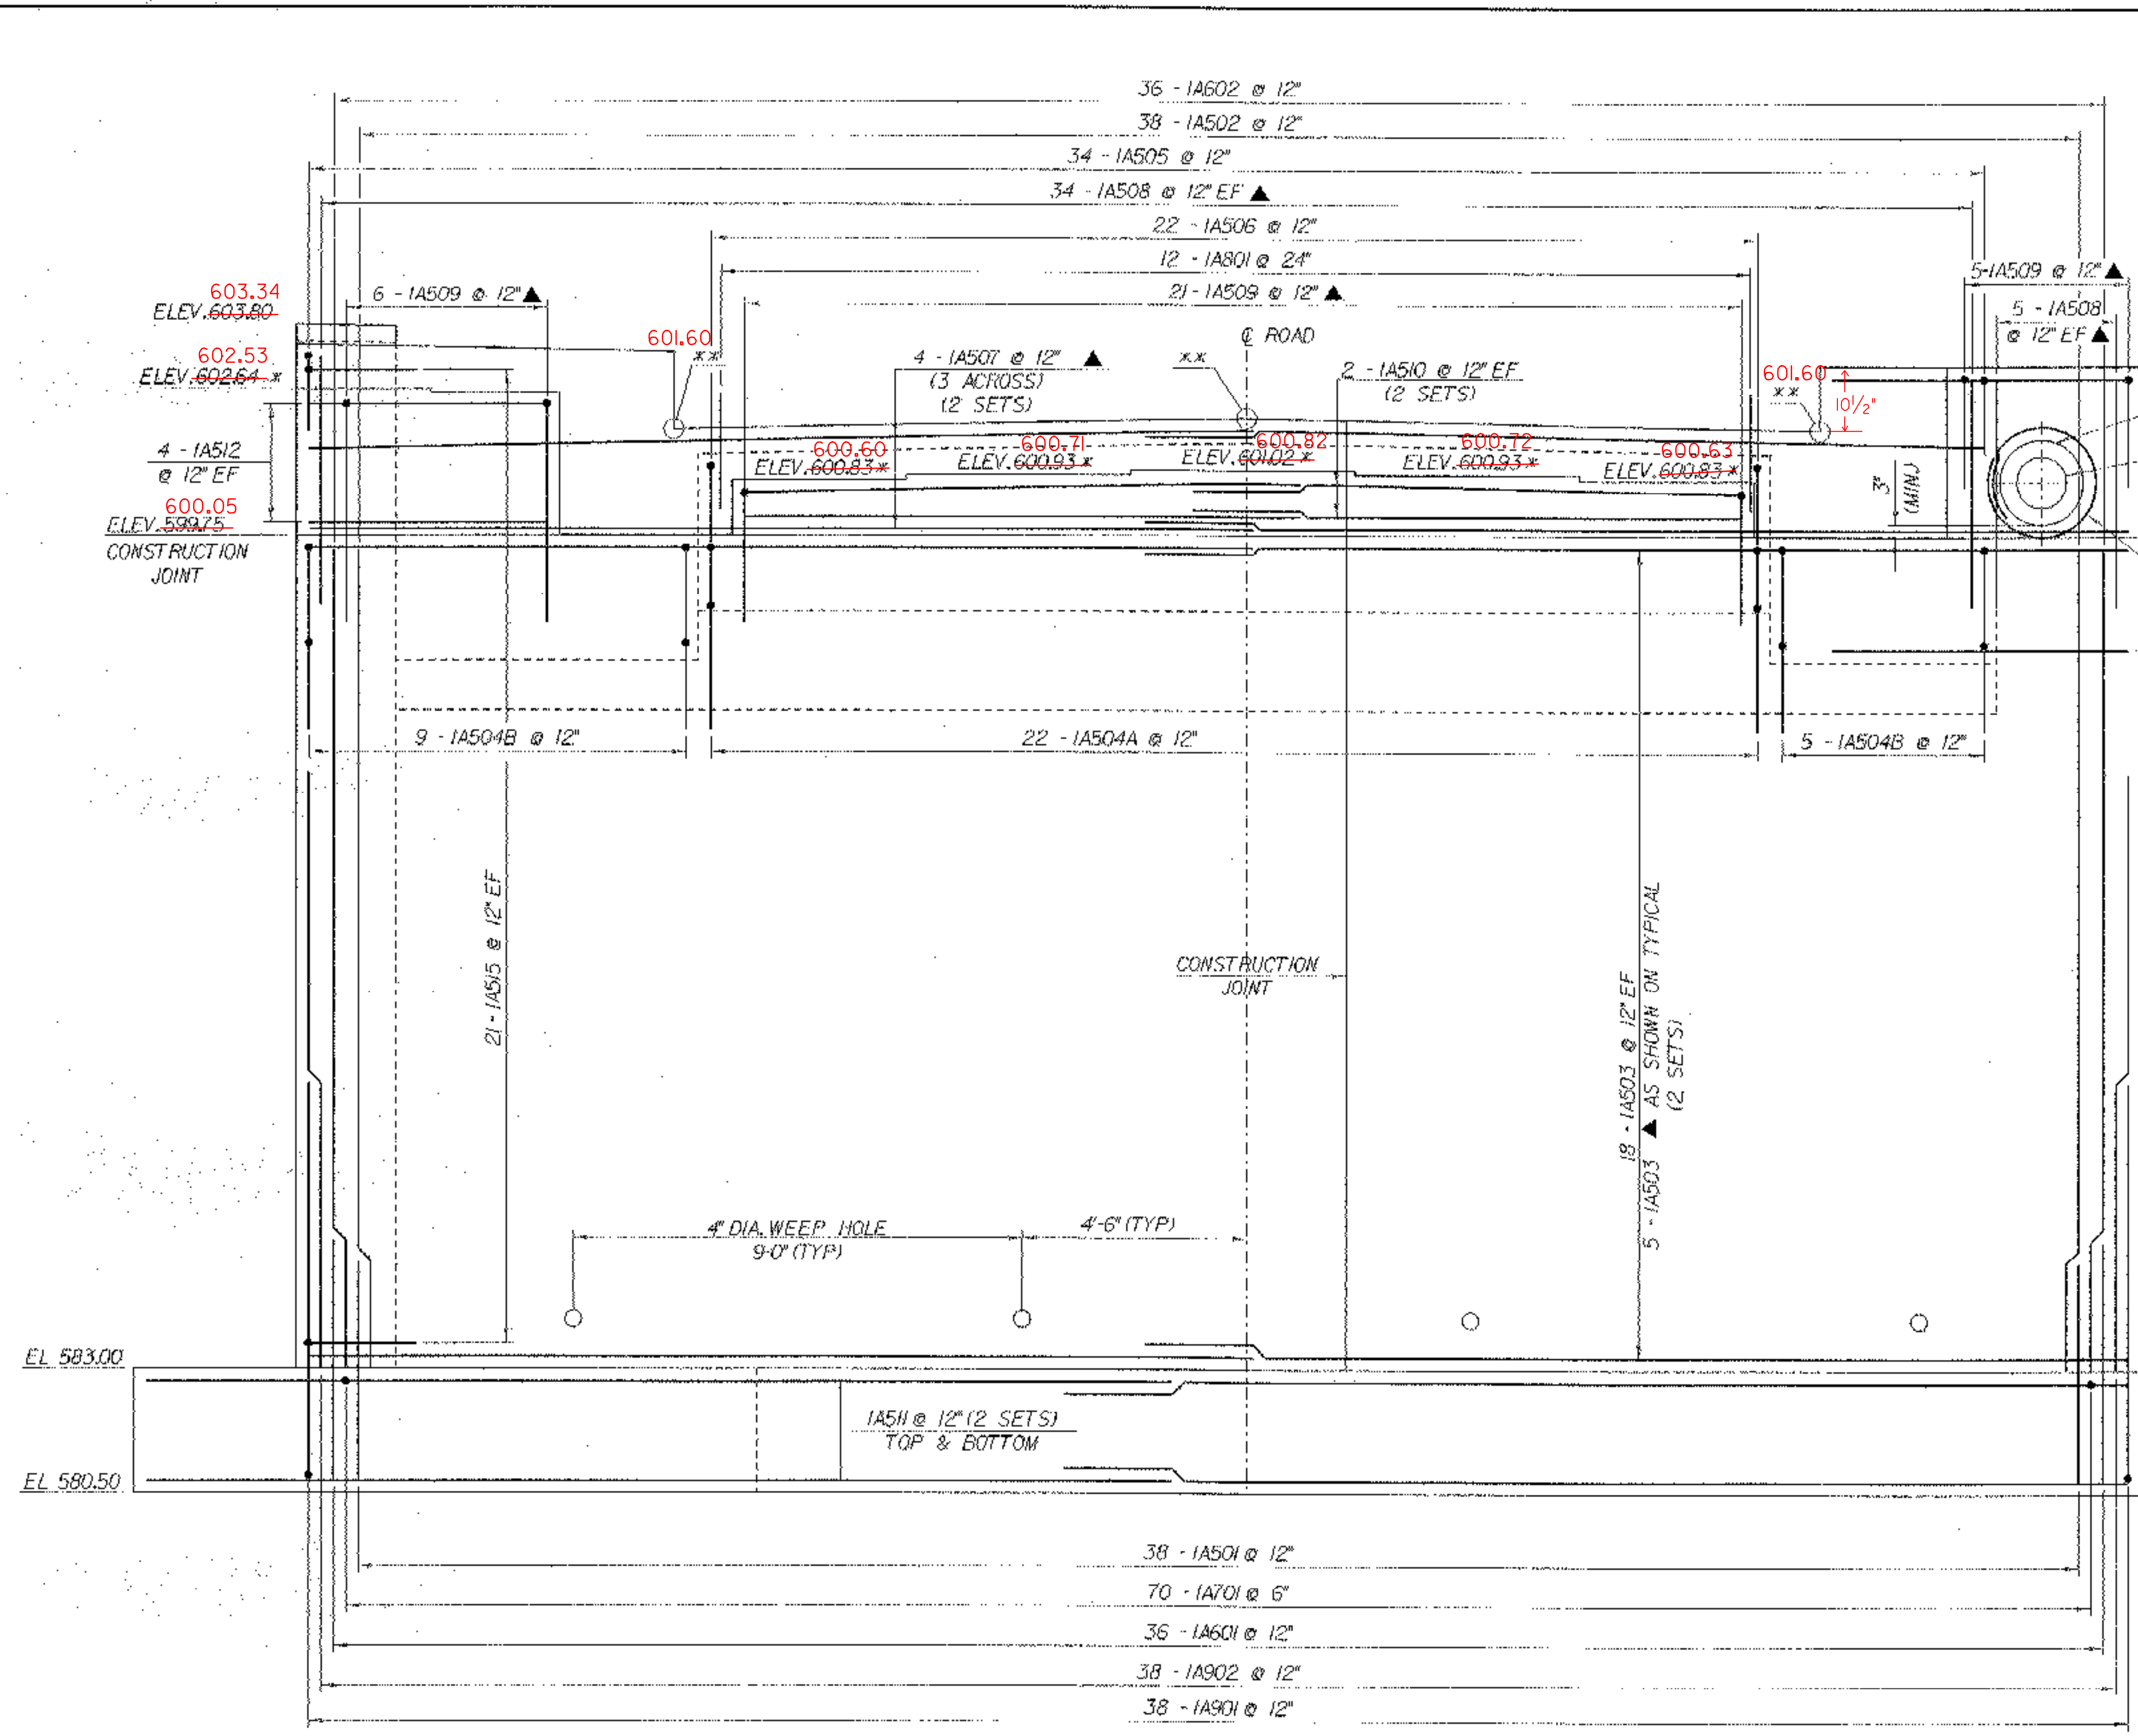 36 - 1A602 @ 12"
38 - 1A502 @ 12"
34 - 1A505 @ 12"
34 - 1A508 @ 12" EF ▲
22 - 1A506 @ 12"
12 - 1A801 @ 24"
21 - 1A509 @ 12" ▲
6 - 1A509 @ 12" ▲
5-1A509 @ 12" ▲
5 - 1A508
@ 12" EF ▲
603.34
ELEV. 603.80
602.53
ELEV. 602.64 *
601.60
**
4 - 1A507 @ 12" ▲
(3 ACROSS)
(2 SETS)
**
℄ ROAD
2 - 1A510 @ 12" EF
(2 SETS)
601.60
**
10 1/2"
4 - 1A512
@ 12" EF
600.60
ELEV. 600.83 *
600.71
ELEV. 600.93 *
600.82
ELEV. 601.02 *
600.72
ELEV. 600.93 *
600.63
ELEV. 600.83 *
3"
(MIN.)
600.05
ELEV. 599.75
CONSTRUCTION
JOINT
9 - 1A504B @ 12"
22 - 1A504A @ 12"
5 - 1A504B @ 12"
21 - 1A515 @ 12" EF
CONSTRUCTION
JOINT
18 - 1A503 @ 12" EF
5 - 1A503 ▲ AS SHOWN ON TYPICAL
(2 SETS)
4" DIA. WEEP HOLE
9'-0" (TYP)
4'-6" (TYP)
EL 583.00
1A511 @ 12" (2 SETS)
TOP & BOTTOM
EL 580.50
38 - 1A501 @ 12"
70 - 1A701 @ 6"
36 - 1A601 @ 12"
38 - 1A902 @ 12"
38 - 1A901 @ 12"